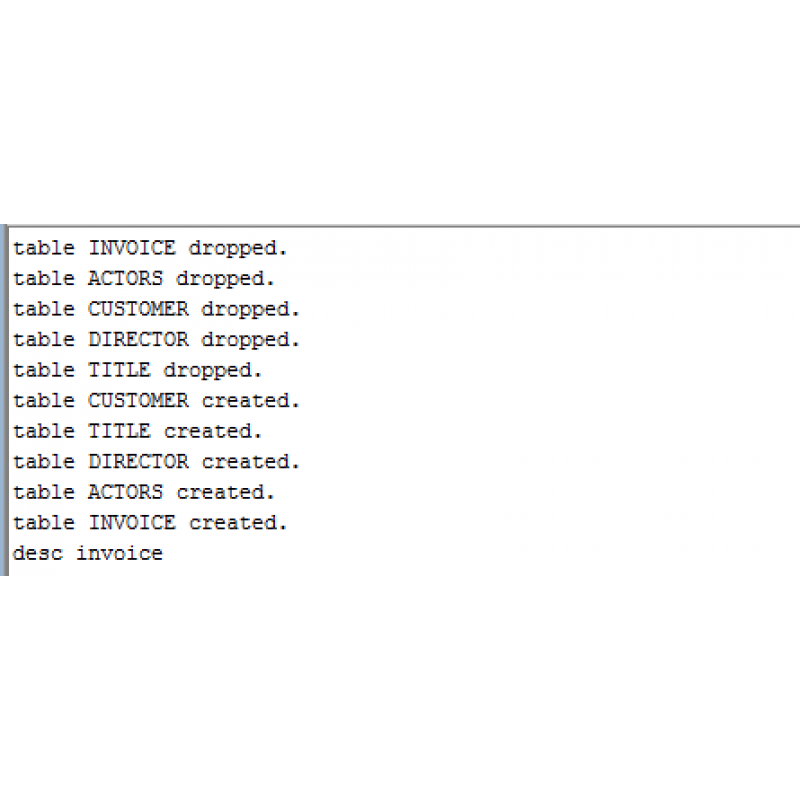 table INVOICE dropped.
table ACTORS dropped.
table CUSTOMER dropped.
table DIRECTOR dropped.
table TITLE dropped.
table CUSTOMER created.
table TITLE created.
table DIRECTOR created.
table ACTORS created.
table INVOICE created.
desc invoice